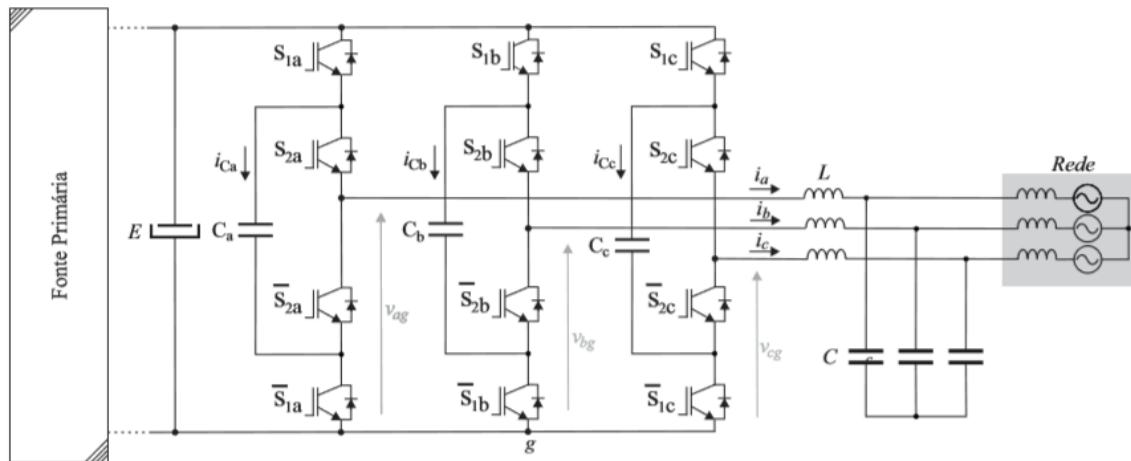 Fonte Primária
E
S1a
S1b
S1c
iCa
S2a
iCb
S2b
iCc
S2c
Ca
Cb
Cc
ia
L
ib
ic
Rede
S̅2a
S̅2b
S̅2c
vag
vbg
vcg
C
S̅1a
S̅1b
S̅1c
g